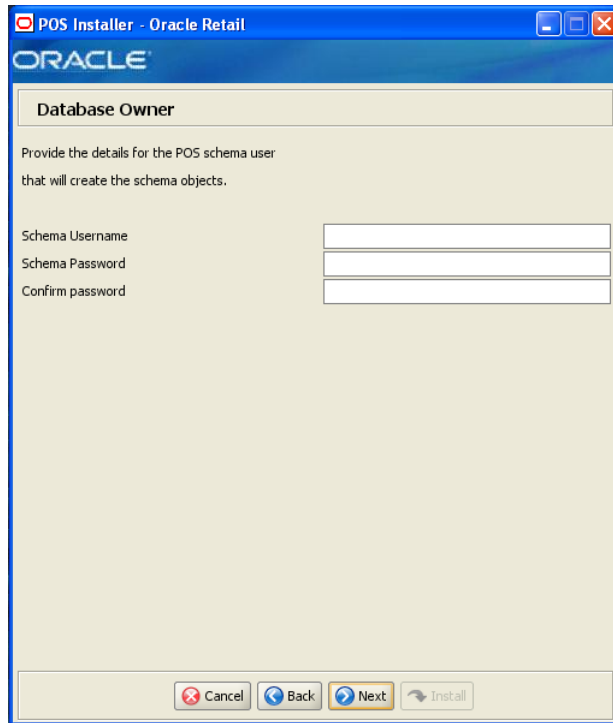 POS Installer - Oracle Retail
ORACLE
Database Owner
Provide the details for the POS schema user
that will create the schema objects.
Schema Username
Schema Password
Confirm password
Cancel Back Next Install